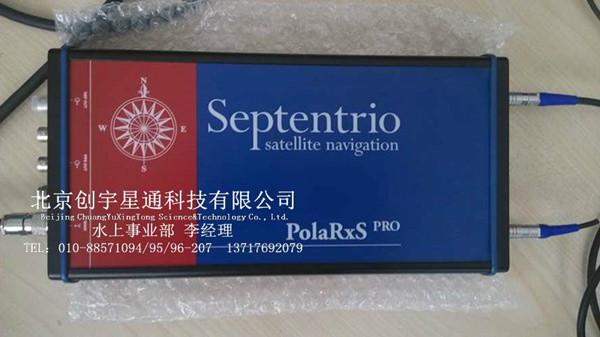 N
W
E
S
Septentrio
satellite navigation
北京创宇星通科技有限公司
Beijing ChuangYuXingTong Science&Technology Co., Ltd.
水上事业部 李经理
TEL: 010-88571094/95/96-207 13717692079
PolaRxS PRO